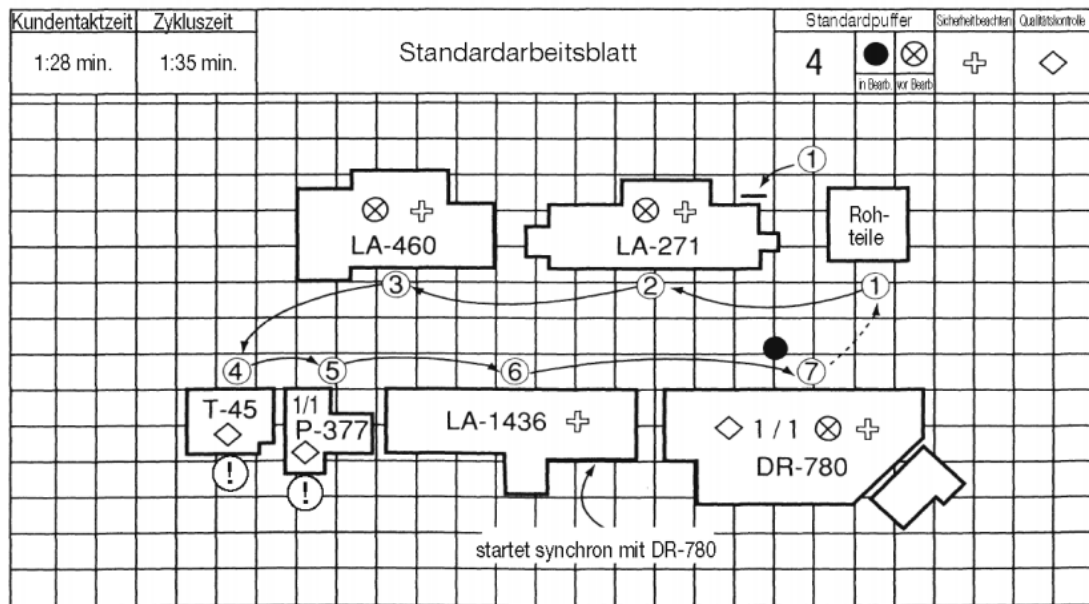 Kundentaktzeit
Zykluszeit
1:28 min.
1:35 min.
Standardarbeitsblatt
Standardpuffer
4
in Bearb.
vor Bearb.
Sicherheit beachten
Qualitätskontrolle
1
LA-460
LA-271
Roh-
teile
3
2
1
4
5
6
7
T-45
!
1/1
P-377
!
LA-1436
1 / 1
DR-780
startet synchron mit DR-780